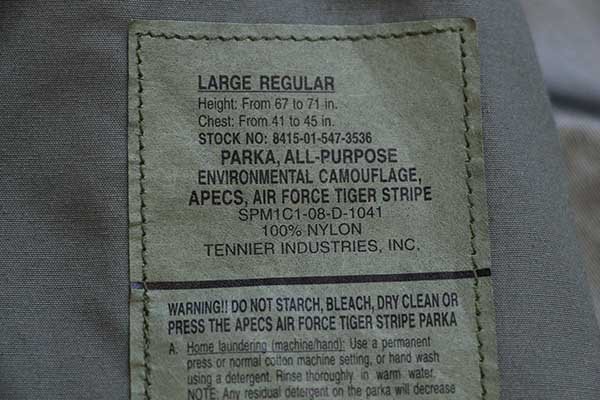 LARGE REGULAR
Height: From 67 to 71 in.
Chest: From 41 to 45 in.
STOCK NO: 8415-01-547-3536
PARKA, ALL-PURPOSE
ENVIRONMENTAL CAMOUFLAGE,
APECS, AIR FORCE TIGER STRIPE
SPM1C1-08-D-1041
100% NYLON
TENNIER INDUSTRIES, INC.
WARNING!! DO NOT STARCH, BLEACH, DRY CLEAN OR
PRESS THE APECS AIR FORCE TIGER STRIPE PARKA
A. Home laundering (machine/hand): Use a permanent
press or normal cotton machine setting, or hand wash
using a detergent. Rinse thoroughly in warm water.
NOTE: Any residual detergent on the parka will decrease